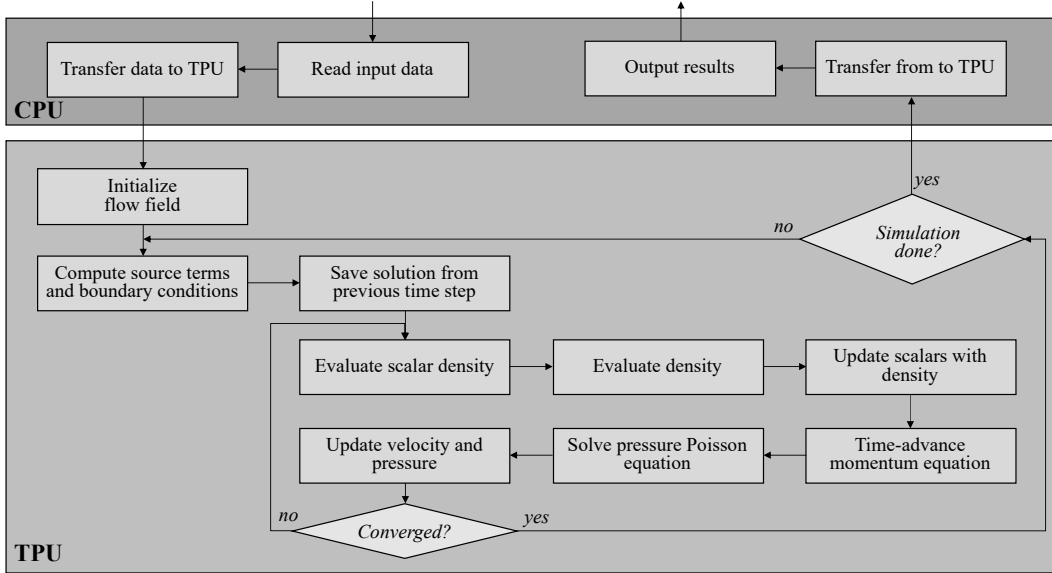 Transfer data to TPU
Read input data
Output results
Transfer from to TPU
CPU
Initialize
flow field
yes
no
Simulation
done?
Compute source terms
and boundary conditions
Save solution from
previous time step
Evaluate scalar density
Evaluate density
Update scalars with
density
Update velocity and
pressure
Solve pressure Poisson
equation
Time-advance
momentum equation
no
Converged?
yes
TPU